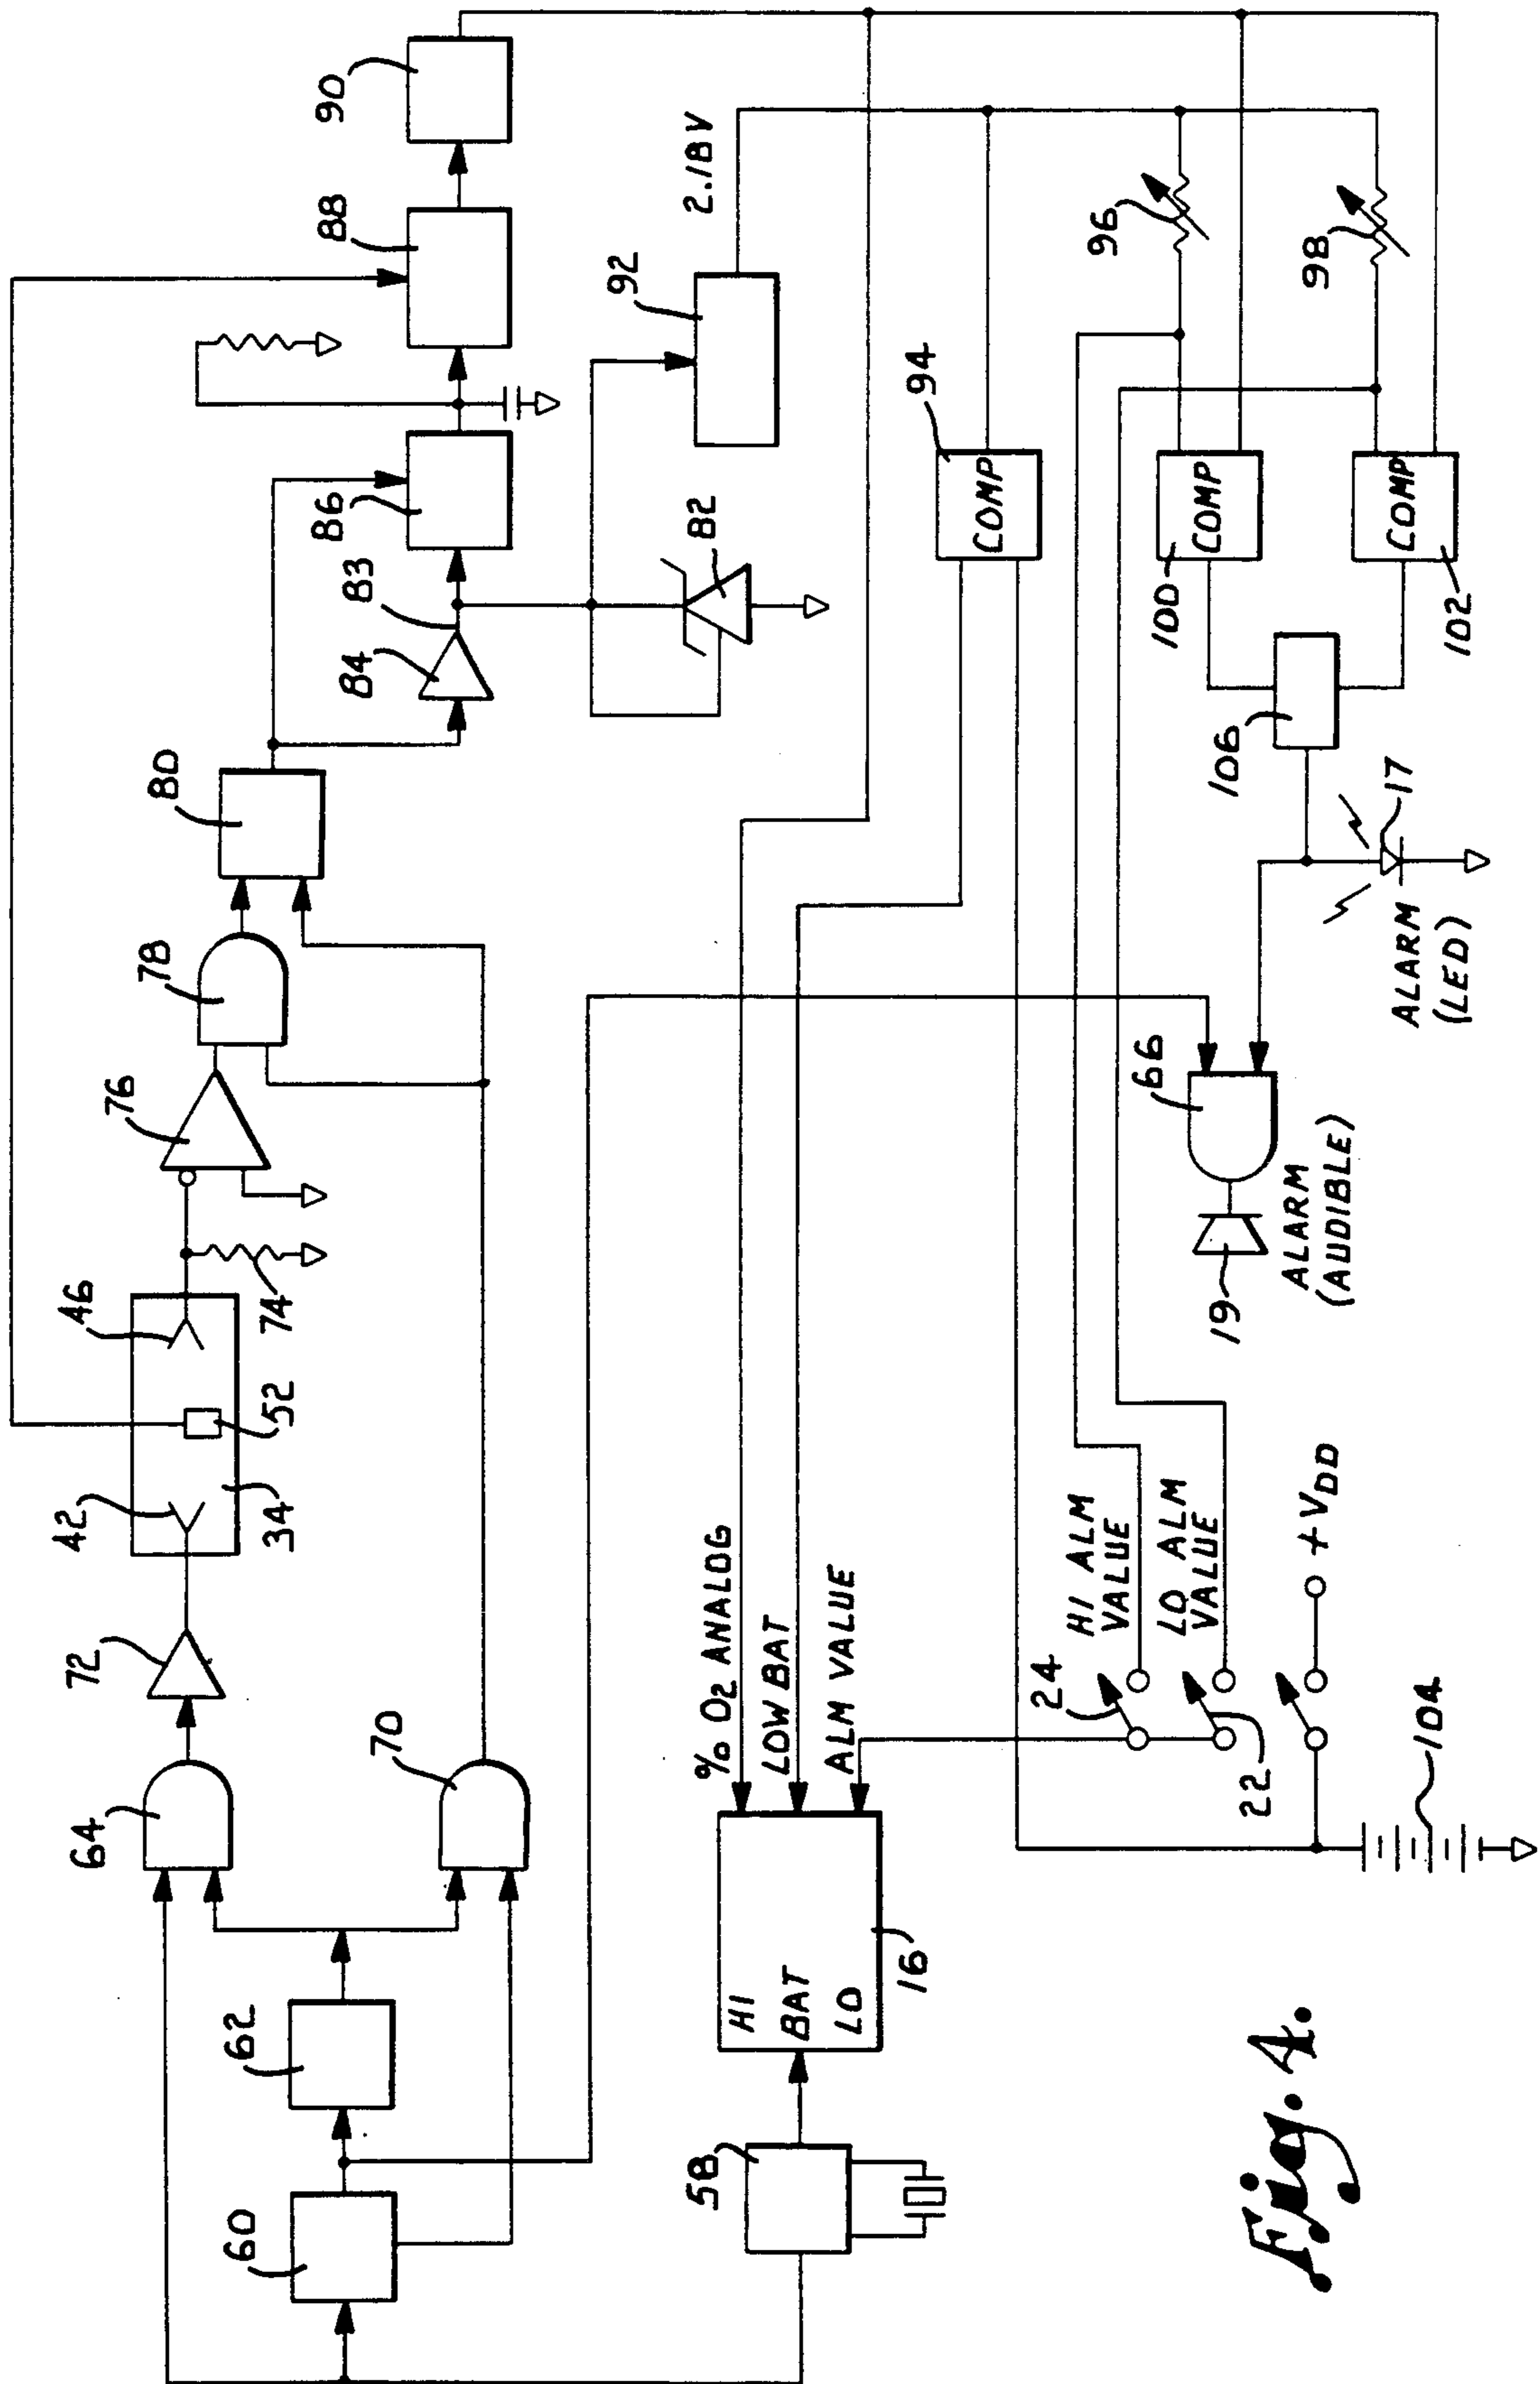 64
72
42
46
76
78
80
34
52
74
60
62
70
84
83
86
88
90
82
92
2.18V
58
HI
BAT
LO
16
% O2 ANALOG
LOW BAT
ALM VALUE
94
COMP
24
HI ALM
VALUE
LO ALM
VALUE
22
+VDD
104
66
19
ALARM
(AUDIBLE)
96
98
100
COMP
COMP
102
106
17
ALARM
(LED)
Fig. 4.